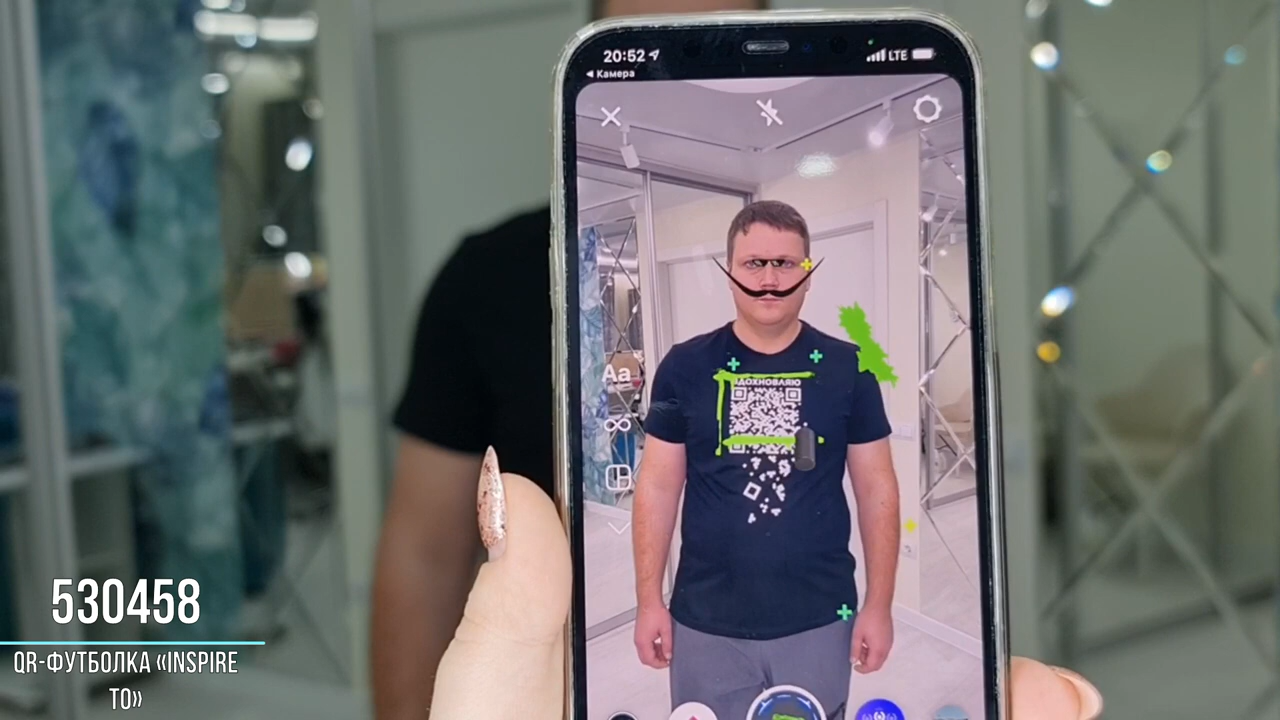 20:52
LTE
◀ Камера
Aa
ВДОХНОВЛЯЮ
530458
QR-ФУТБОЛКА «INSPIRE
TO»